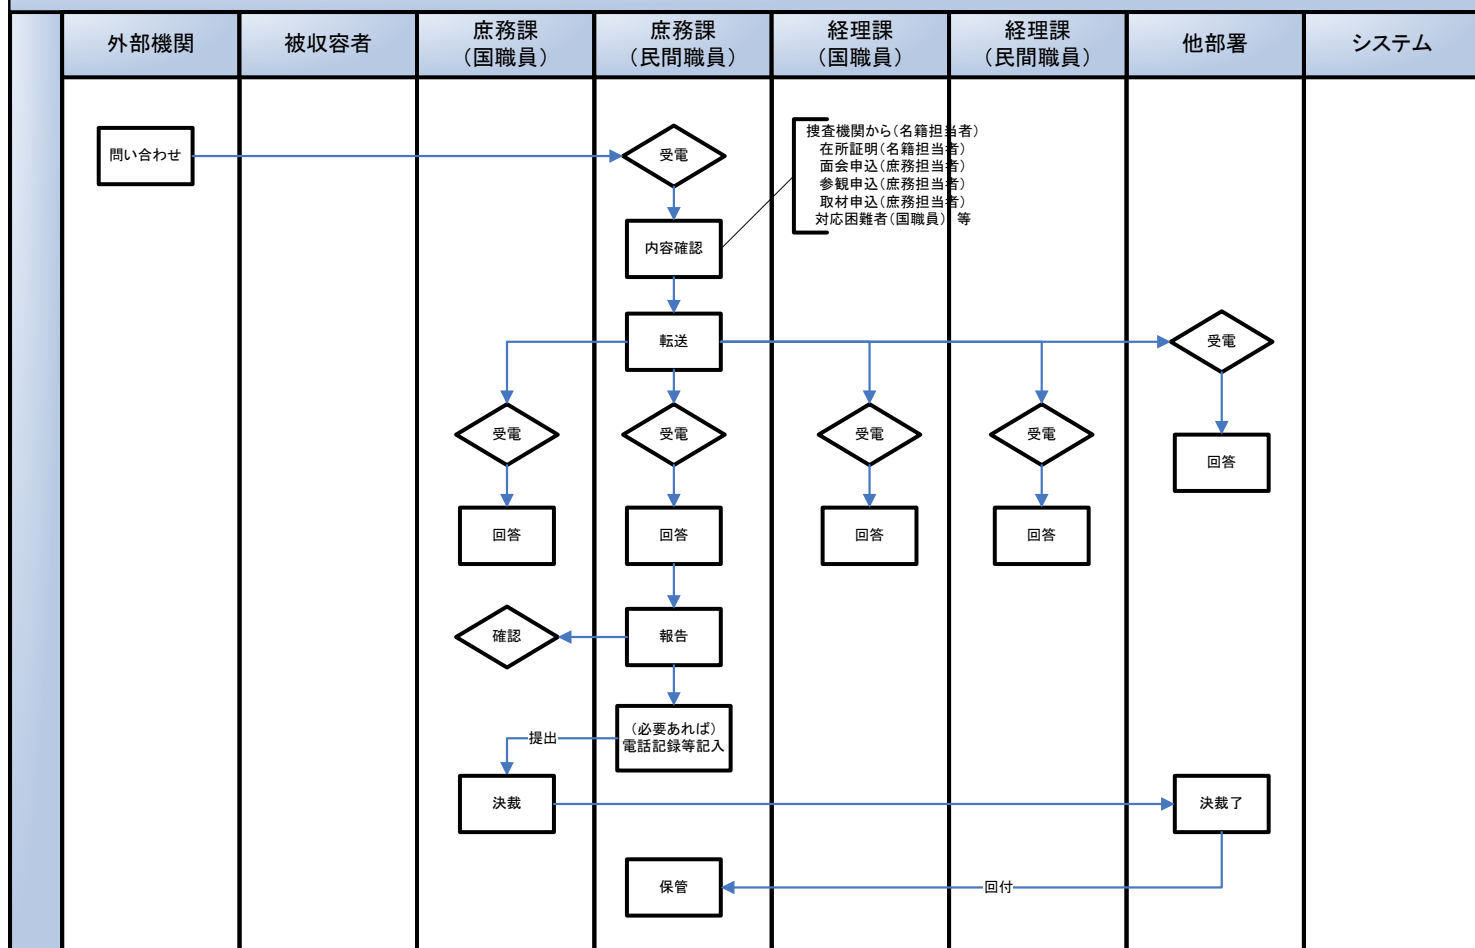 外部機関
被収容者
庶務課
（国職員）
庶務課
（民間職員）
経理課
（国職員）
経理課
（民間職員）
他部署
システム
問い合わせ
受電
捜査機関から（名籍担当者）
在所証明（名籍担当者）
面会申込（庶務担当者）
参観申込（庶務担当者）
取材申込（庶務担当者）
対応困難者（国職員） 等
内容確認
転送
受電
受電
受電
受電
受電
回答
回答
回答
回答
回答
確認
報告
（必要あれば）
電話記録等記入
提出
決裁
決裁了
保管
回付